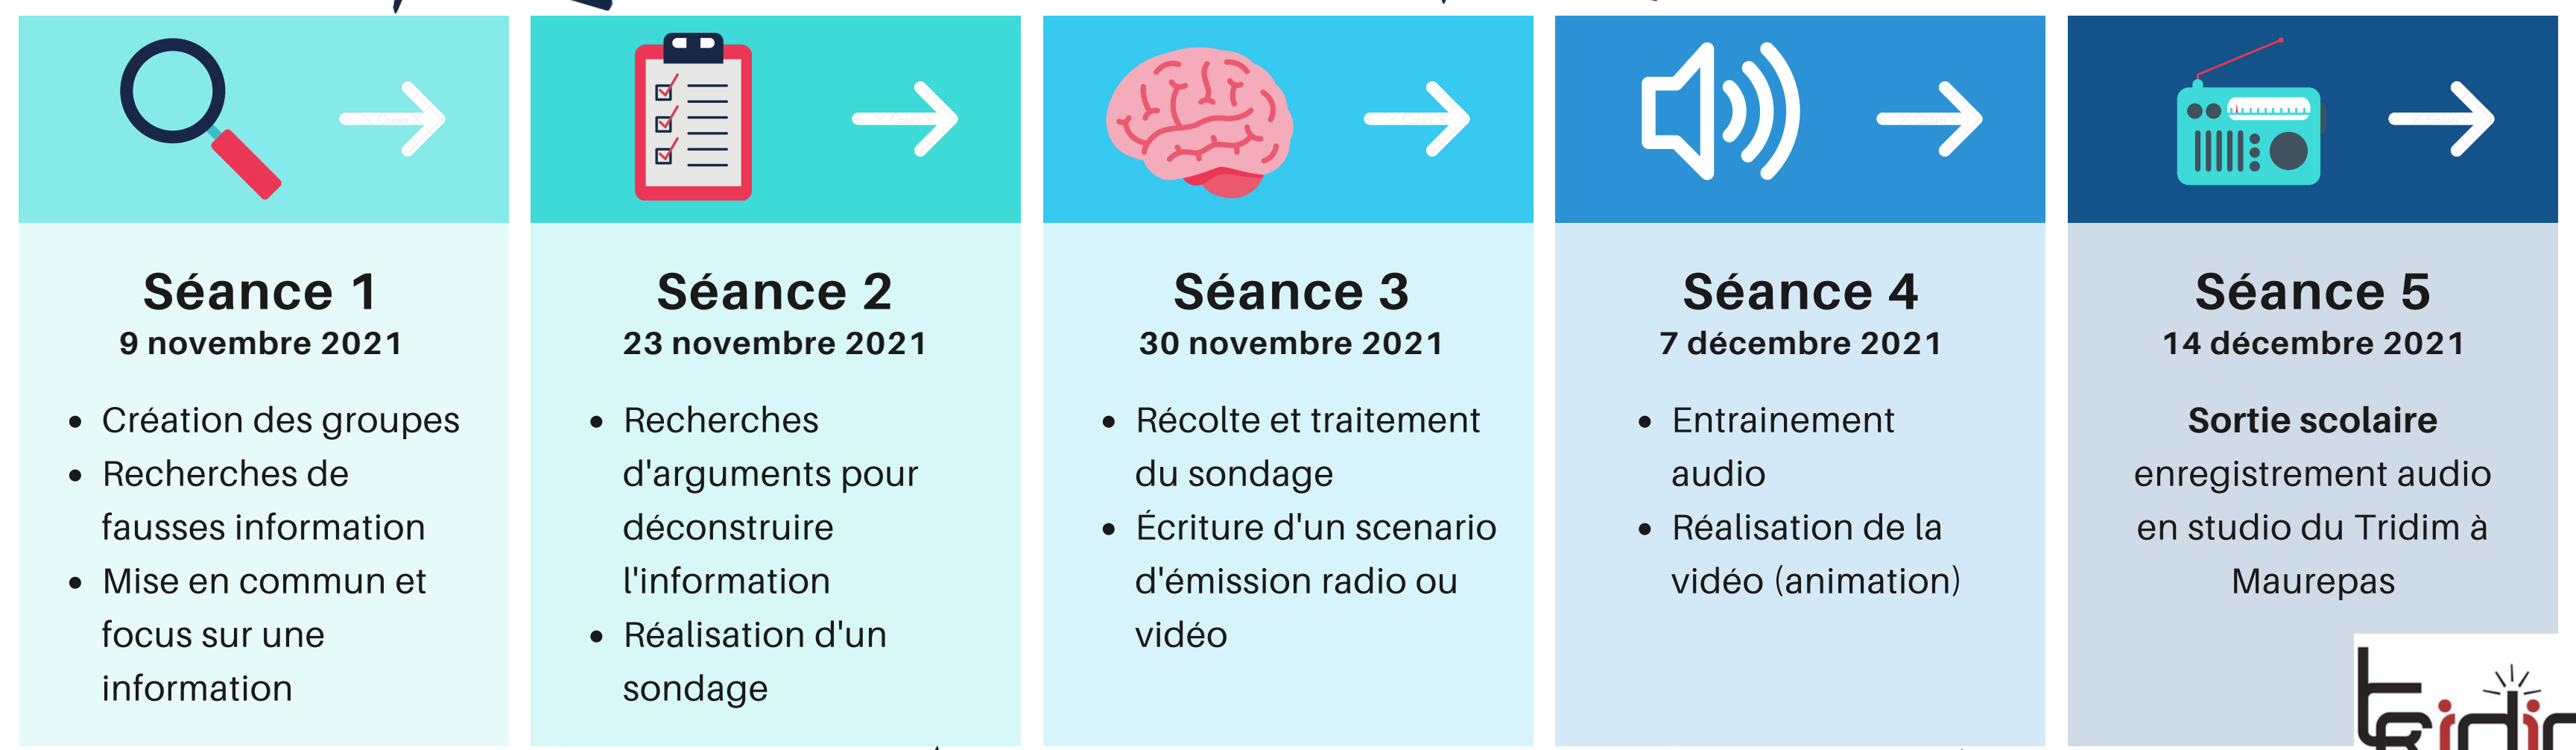 Séance 1
9 novembre 2021
• Création des groupes
• Recherches de
fausses information
• Mise en commun et
focus sur une
information
Séance 2
23 novembre 2021
• Recherches
d'arguments pour
déconstruire
l'information
• Réalisation d'un
sondage
Séance 3
30 novembre 2021
• Récolte et traitement
du sondage
• Écriture d'un scenario
d'émission radio ou
vidéo
Séance 4
7 décembre 2021
• Entrainement
audio
• Réalisation de la
vidéo (animation)
Séance 5
14 décembre 2021
Sortie scolaire
enregistrement audio
en studio du Tridim à
Maurepas